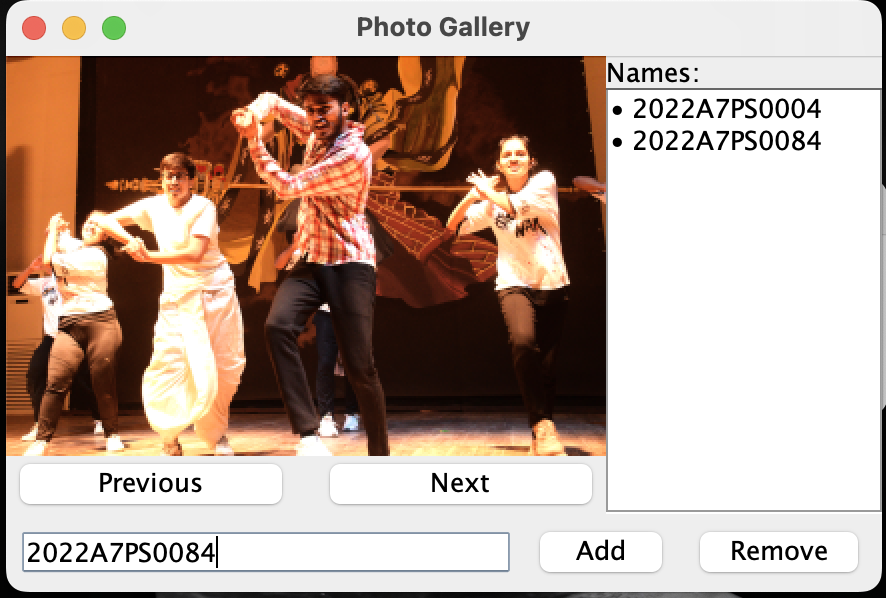 Photo Gallery
Names:
• 2022A7PS0004
• 2022A7PS0084
Previous
Next
2022A7PS0084
Add
Remove